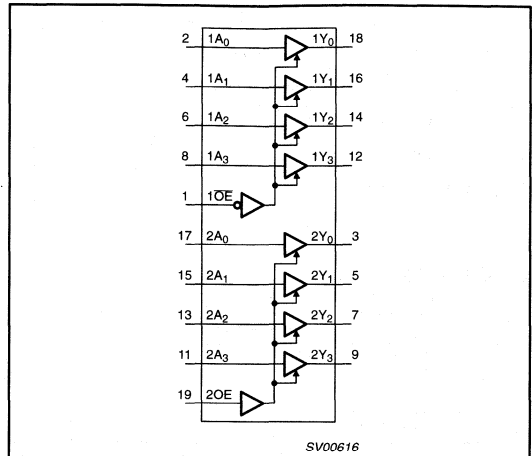 2 1A0 1Y0 18
4 1A1 1Y1 16
6 1A2 1Y2 14
8 1A3 1Y3 12
1 1O̅E̅
17 2A0 2Y0 3
15 2A1 2Y1 5
13 2A2 2Y2 7
11 2A3 2Y3 9
19 2OE
SV00616